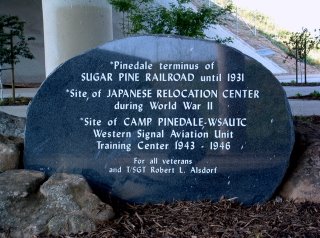 *Pinedale terminus of
SUGAR PINE RAILROAD until 1931
*Site of JAPANESE RELOCATION CENTER
during World War II
*Site of CAMP PINEDALE-WSAUTC
Western Signal Aviation Unit
Training Center 1943 - 1946
For all veterans
and T/SGT Robert L. Alsdorf